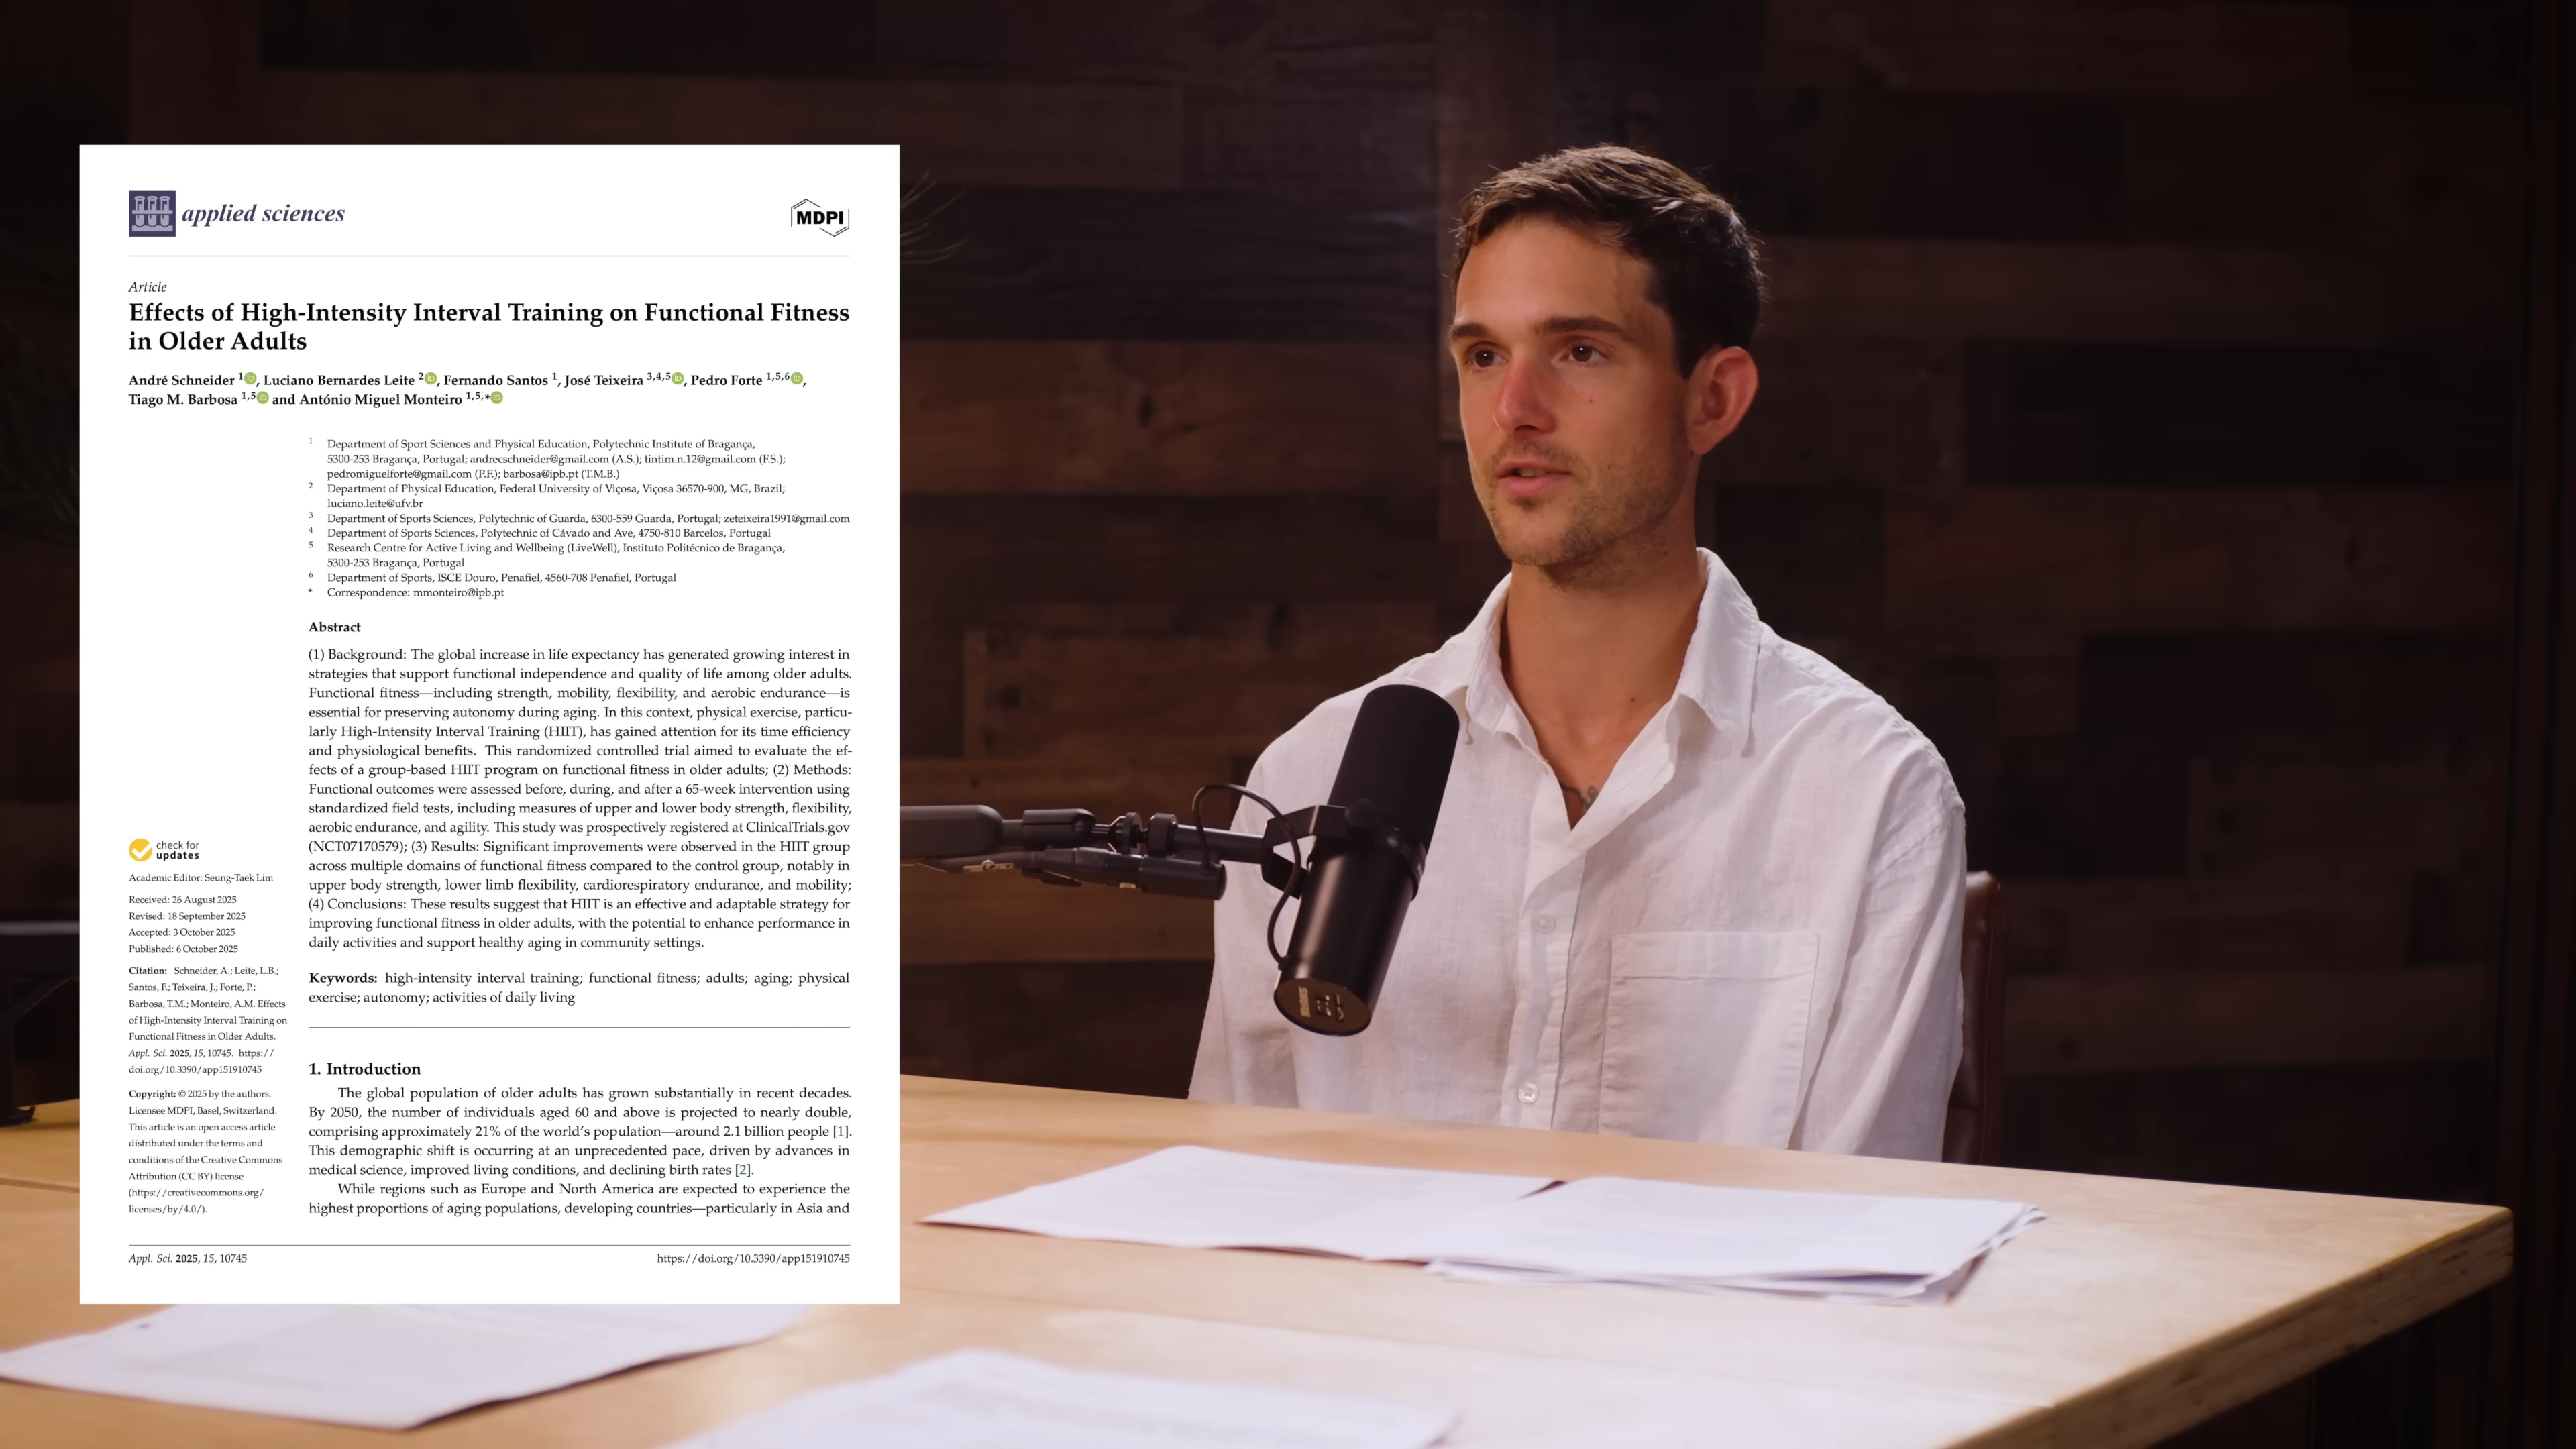 applied sciences
MDPI
Article
Effects of High-Intensity Interval Training on Functional Fitness
in Older Adults
André Schneider 1, Luciano Bernardes Leite 2, Fernando Santos 1, José Teixeira 3,4,5, Pedro Forte 1,5,6,
Tiago M. Barbosa 1,5 and António Miguel Monteiro 1,5,*
1 Department of Sport Sciences and Physical Education, Polytechnic Institute of Bragança,
5300-253 Bragança, Portugal; andrecschneider@gmail.com (A.S.); tintim.n.12@gmail.com (F.S.);
pedromiguelforte@gmail.com (P.F.); barbosa@ipb.pt (T.M.B.)
2 Department of Physical Education, Federal University of Viçosa, Viçosa 36570-900, MG, Brazil;
luciano.leite@ufv.br
3 Department of Sports Sciences, Polytechnic of Guarda, 6300-559 Guarda, Portugal; zeteixeira1991@gmail.com
4 Department of Sports Sciences, Polytechnic of Cávado and Ave, 4750-810 Barcelos, Portugal
5 Research Centre for Active Living and Wellbeing (LiveWell), Instituto Politécnico de Bragança,
5300-253 Bragança, Portugal
6 Department of Sports, ISCE Douro, Penafiel, 4560-708 Penafiel, Portugal
* Correspondence: mmonteiro@ipb.pt
Abstract
(1) Background: The global increase in life expectancy has generated growing interest in
strategies that support functional independence and quality of life among older adults.
Functional fitness—including strength, mobility, flexibility, and aerobic endurance—is
essential for preserving autonomy during aging. In this context, physical exercise, particu-
larly High-Intensity Interval Training (HIIT), has gained attention for its time efficiency
and physiological benefits. This randomized controlled trial aimed to evaluate the ef-
fects of a group-based HIIT program on functional fitness in older adults; (2) Methods:
Functional outcomes were assessed before, during, and after a 65-week intervention using
standardized field tests, including measures of upper and lower body strength, flexibility,
aerobic endurance, and agility. This study was prospectively registered at ClinicalTrials.gov
(NCT07170579); (3) Results: Significant improvements were observed in the HIIT group
across multiple domains of functional fitness compared to the control group, notably in
upper body strength, lower limb flexibility, cardiorespiratory endurance, and mobility;
(4) Conclusions: These results suggest that HIIT is an effective and adaptable strategy for
improving functional fitness in older adults, with the potential to enhance performance in
daily activities and support healthy aging in community settings.
Keywords: high-intensity interval training; functional fitness; adults; aging; physical
exercise; autonomy; activities of daily living
check for
updates
Academic Editor: Seung-Taek Lim
Received: 26 August 2025
Revised: 18 September 2025
Accepted: 3 October 2025
Published: 6 October 2025
Citation: Schneider, A.; Leite, L.B.;
Santos, F.; Teixeira, J.; Forte, P.;
Barbosa, T.M.; Monteiro, A.M. Effects
of High-Intensity Interval Training on
Functional Fitness in Older Adults.
Appl. Sci. 2025, 15, 10745. https://
doi.org/10.3390/app151910745
Copyright: © 2025 by the authors.
Licensee MDPI, Basel, Switzerland.
This article is an open access article
distributed under the terms and
conditions of the Creative Commons
Attribution (CC BY) license
(https://creativecommons.org/
licenses/by/4.0/).
1. Introduction
The global population of older adults has grown substantially in recent decades.
By 2050, the number of individuals aged 60 and above is projected to nearly double,
comprising approximately 21% of the world's population—around 2.1 billion people [1].
This demographic shift is occurring at an unprecedented pace, driven by advances in
medical science, improved living conditions, and declining birth rates [2].
While regions such as Europe and North America are expected to experience the
highest proportions of aging populations, developing countries—particularly in Asia and
Appl. Sci. 2025, 15, 10745
https://doi.org/10.3390/app151910745